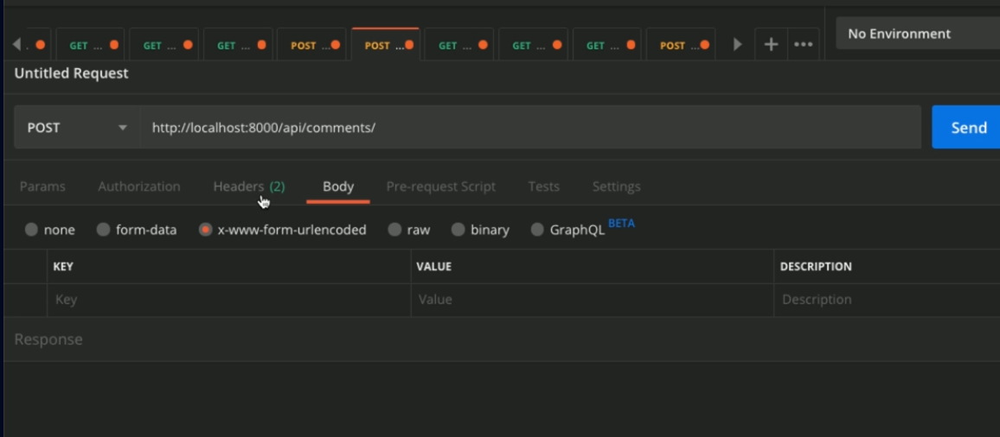 . GET ... GET ... GET ... POST ... POST ... GET ... GET ... GET ... POST ... + ••• No Environment
Untitled Request
POST http://localhost:8000/api/comments/ Send
Params Authorization Headers (2) Body Pre-request Script Tests Settings
none form-data x-www-form-urlencoded raw binary GraphQL BETA
KEY VALUE DESCRIPTION
Key Value Description
Response